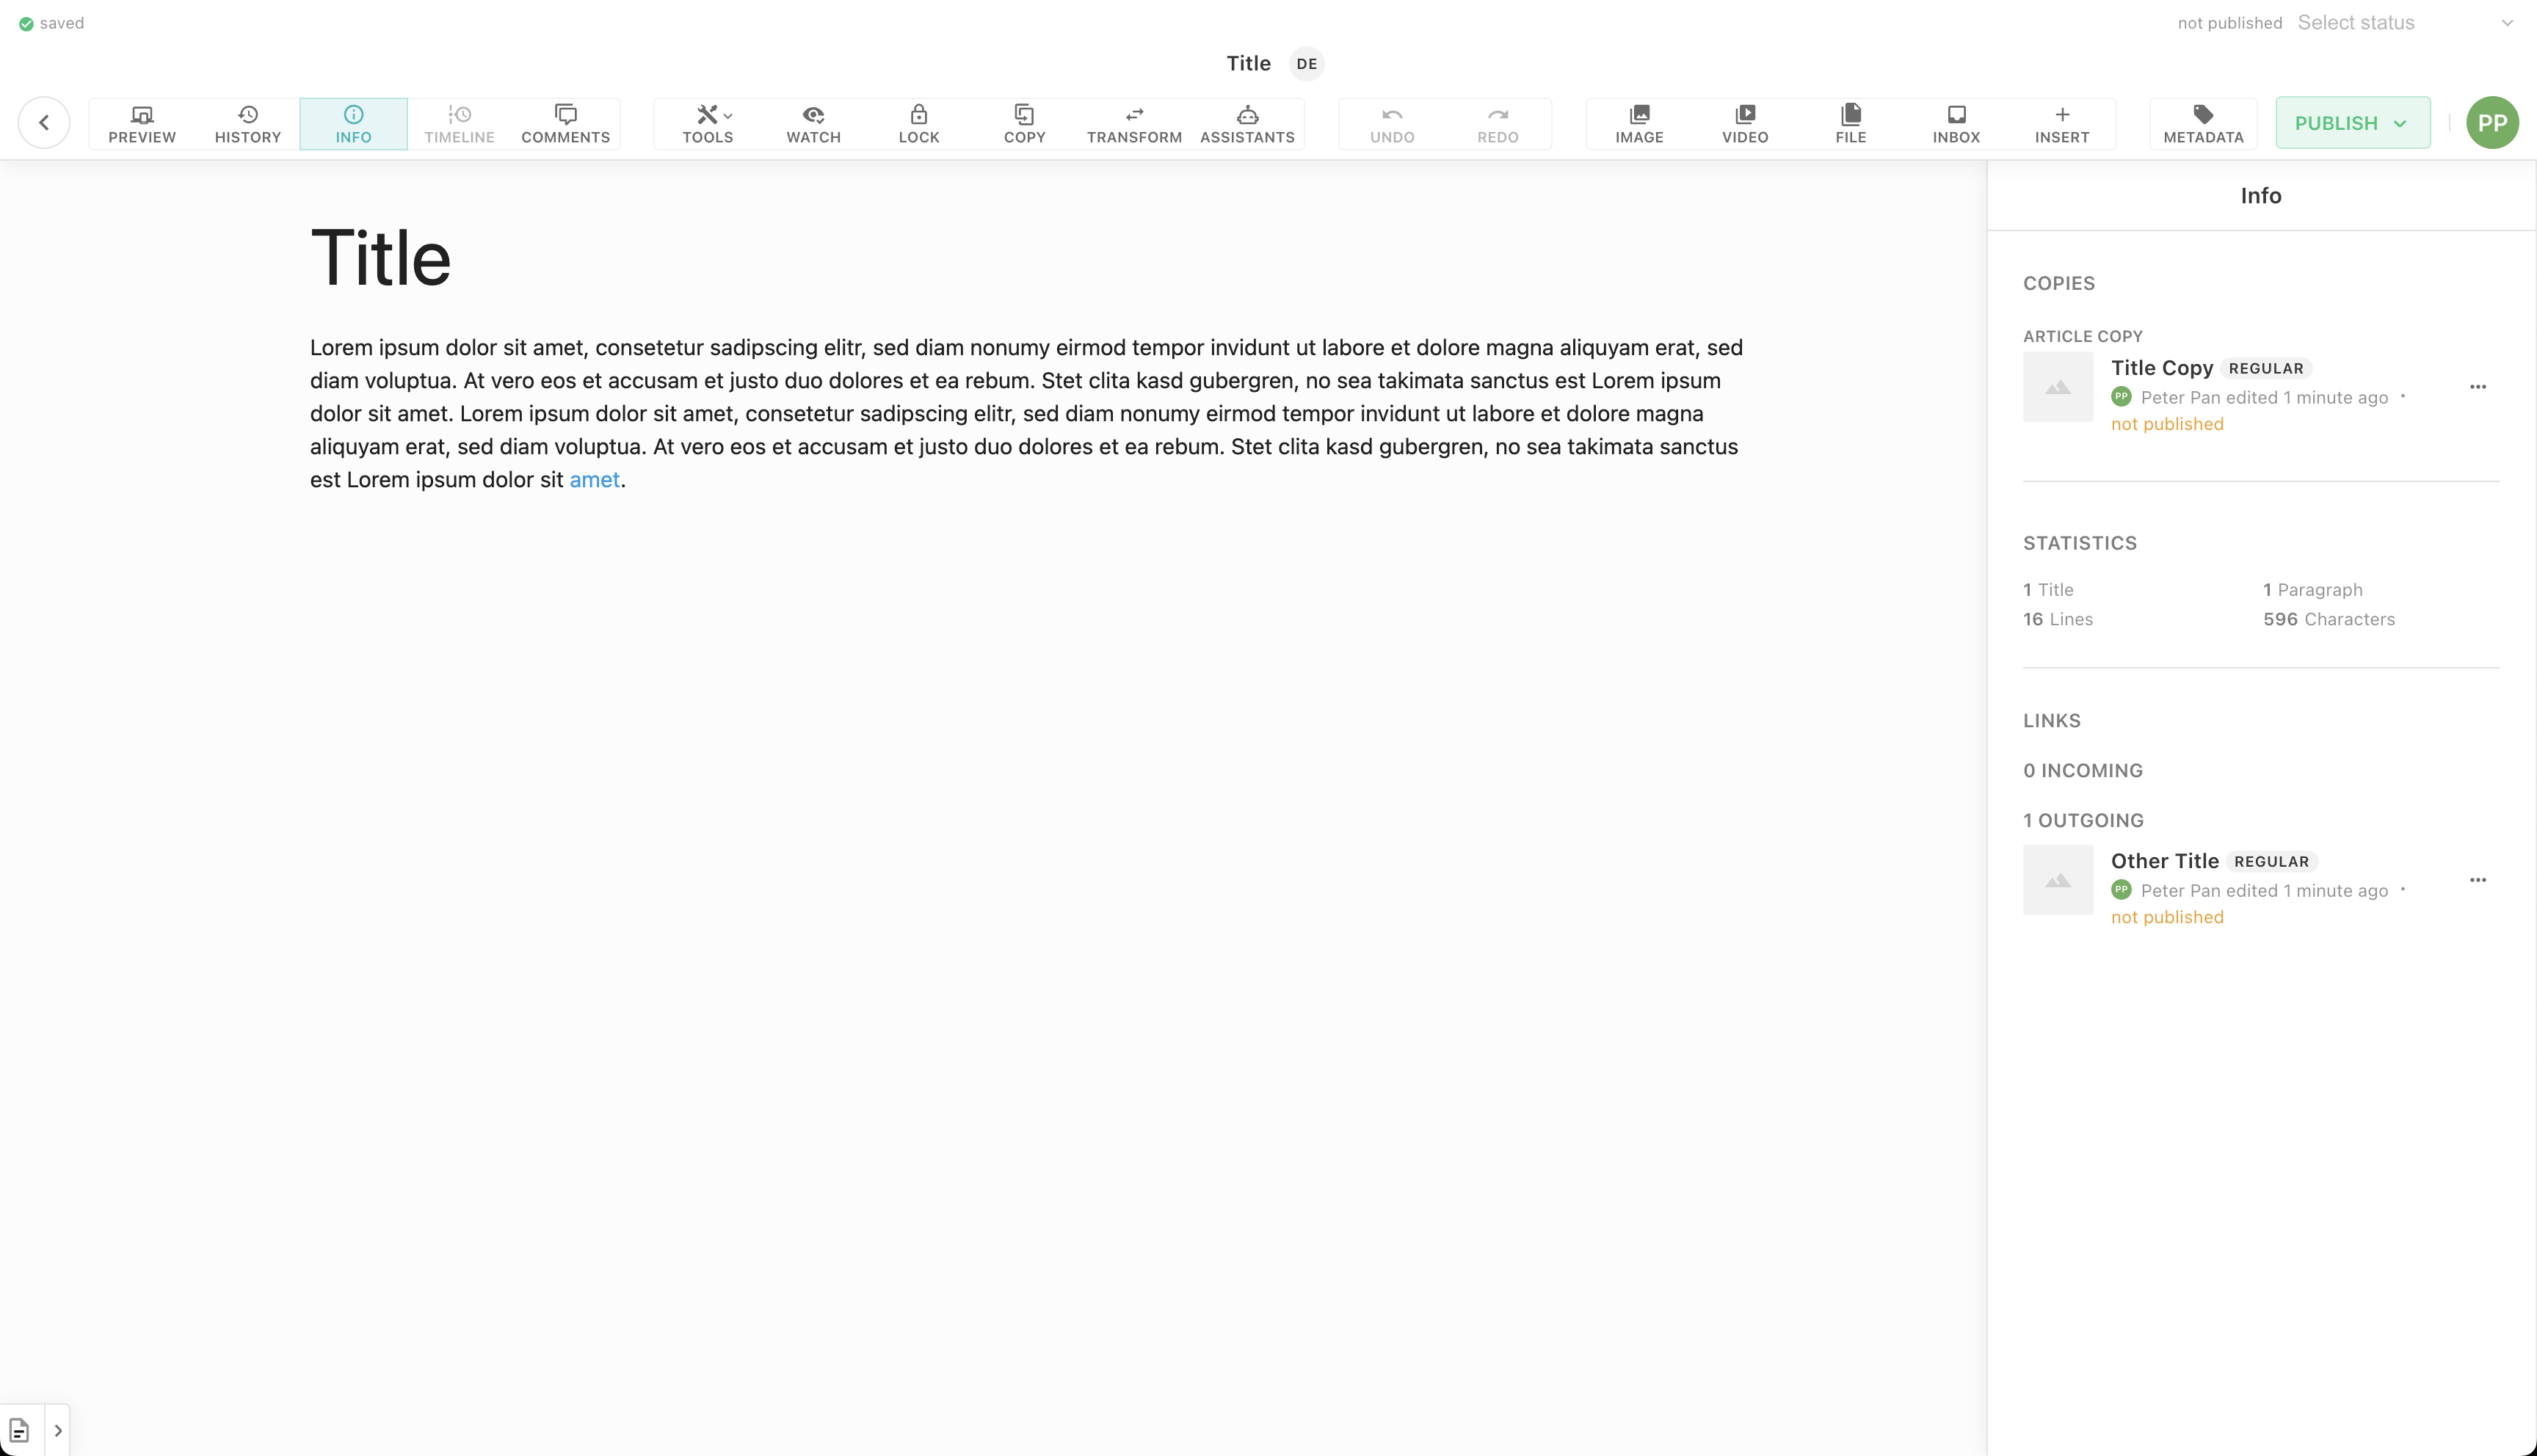 saved
not published Select status
Title DE
PREVIEW HISTORY INFO TIMELINE COMMENTS TOOLS WATCH LOCK COPY TRANSFORM ASSISTANTS UNDO REDO IMAGE VIDEO FILE INBOX INSERT METADATA PUBLISH PP
Title
Lorem ipsum dolor sit amet, consetetur sadipscing elitr, sed diam nonumy eirmod tempor invidunt ut labore et dolore magna aliquyam erat, sed
diam voluptua. At vero eos et accusam et justo duo dolores et ea rebum. Stet clita kasd gubergren, no sea takimata sanctus est Lorem ipsum
dolor sit amet. Lorem ipsum dolor sit amet, consetetur sadipscing elitr, sed diam nonumy eirmod tempor invidunt ut labore et dolore magna
aliquyam erat, sed diam voluptua. At vero eos et accusam et justo duo dolores et ea rebum. Stet clita kasd gubergren, no sea takimata sanctus
est Lorem ipsum dolor sit amet.
Info
COPIES
ARTICLE COPY
Title Copy REGULAR
PP Peter Pan edited 1 minute ago •
not published
STATISTICS
1 Title 1 Paragraph
16 Lines 596 Characters
LINKS
0 INCOMING
1 OUTGOING
Other Title REGULAR
PP Peter Pan edited 1 minute ago •
not published